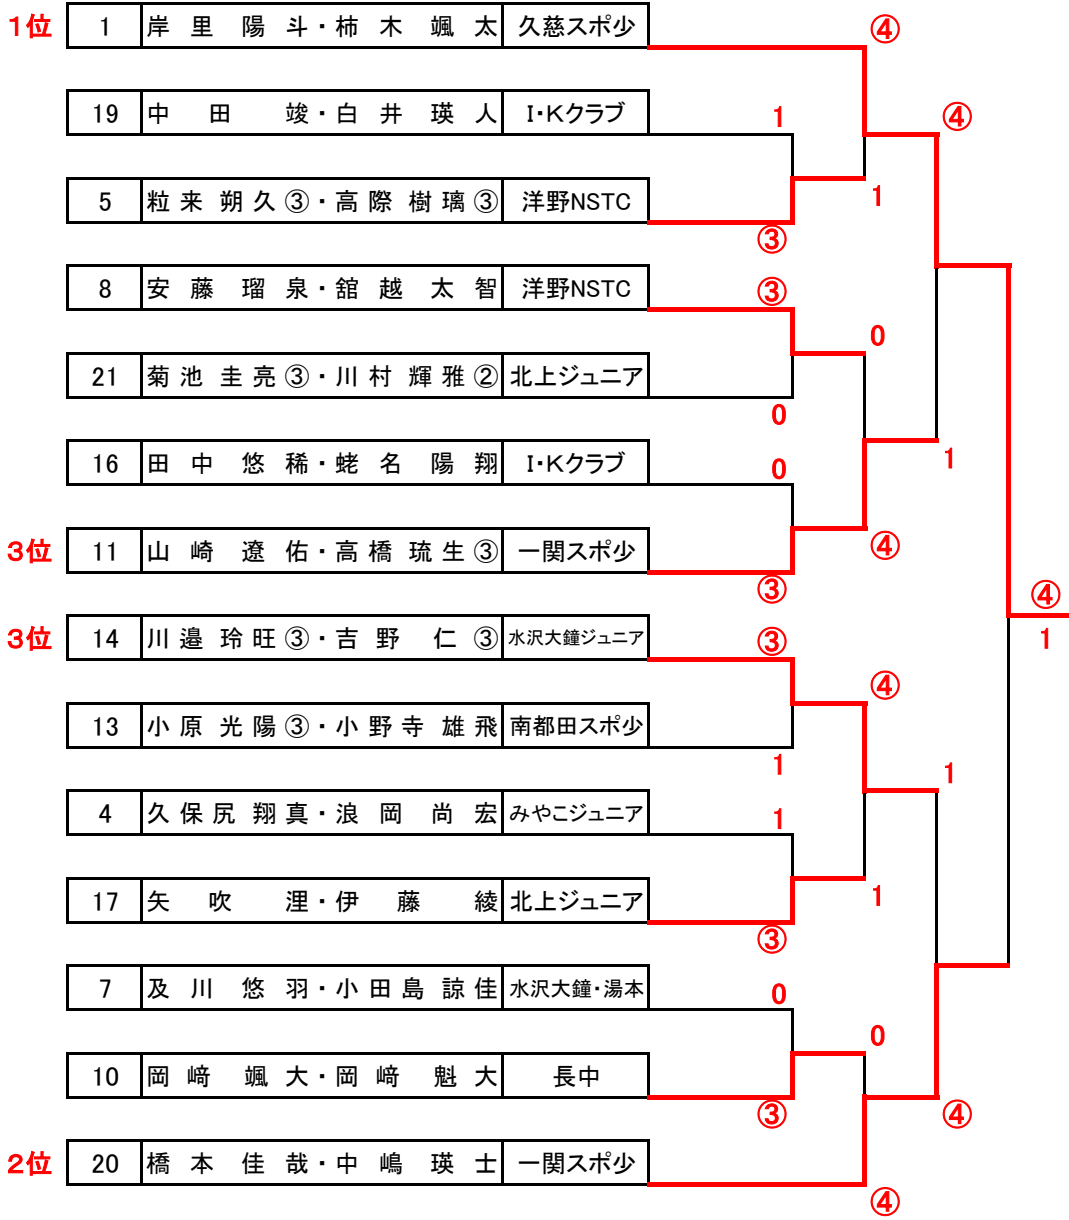 1位 1 岸里 陽斗・柿木 颯太 久慈スポ少 ④
19 中田 竣・白井 瑛人 I・Kクラブ 1 ④
5 粒来 朔久③・高際 樹璃③ 洋野NSTC 1
③
8 安藤 瑠泉・舘越 太智 洋野NSTC ③
0
21 菊池 圭亮③・川村 輝雅② 北上ジュニア
0
16 田中 悠稀・蛯名 陽翔 I・Kクラブ 0 1
3位 11 山崎 遼佑・高橋 琉生③ 一関スポ少 ④
③ ④
3位 14 川邉 玲旺③・吉野 仁③ 水沢大鐘ジュニア ③ 1
④
13 小原 光陽③・小野寺 雄飛 南都田スポ少
1 1
4 久保尻 翔真・浪岡 尚宏 みやこジュニア 1
17 矢吹 浬・伊藤 綾 北上ジュニア 1
③
7 及川 悠羽・小田島 諒佳 水沢大鐘・湯本 0
0
10 岡﨑 颯大・岡﨑 魁大 長中
③ ④
2位 20 橋本 佳哉・中嶋 瑛士 一関スポ少
④